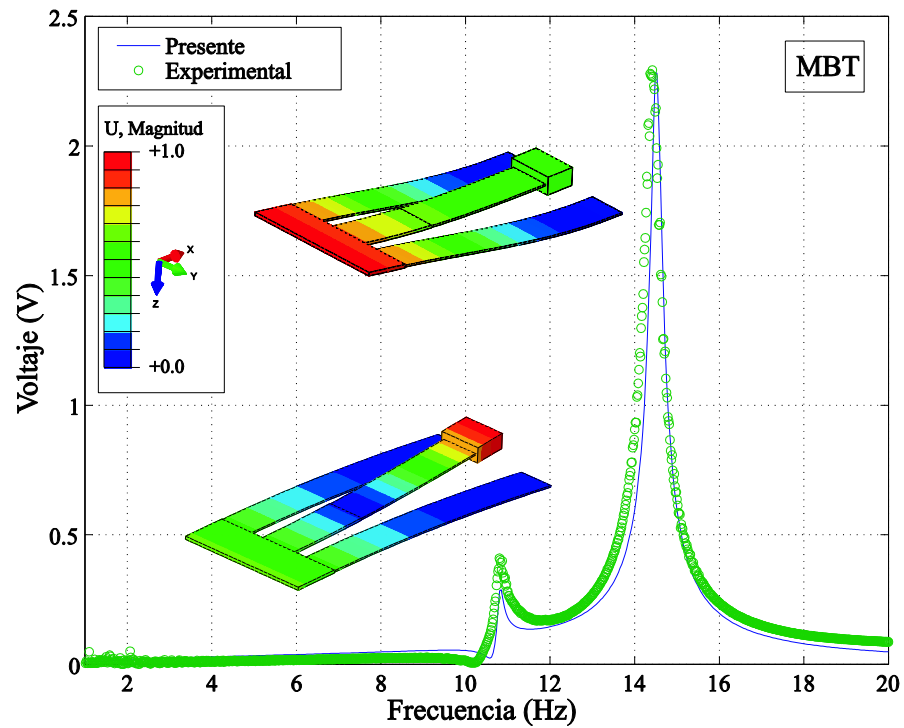 2.5
2
1.5
1
0.5
0
Voltaje (V)
Presente
Experimental
MBT
U, Magnitud
+1.0
+0.0
X
Y
Z
2 4 6 8 10 12 14 16 18 20
Frecuencia (Hz)